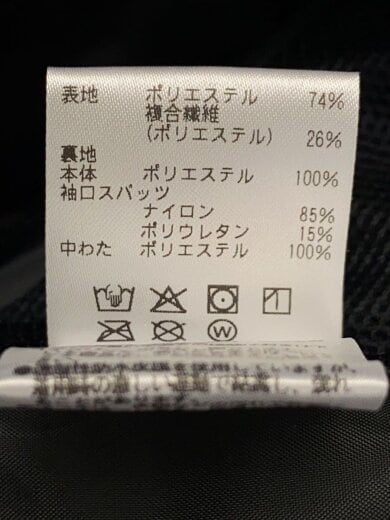 表地 ポリエステル 74%
複合繊維
(ポリエステル) 26%
裏地
本体 ポリエステル 100%
袖口スパッツ
ナイロン 85%
ポリウレタン 15%
中わた ポリエステル 100%
W